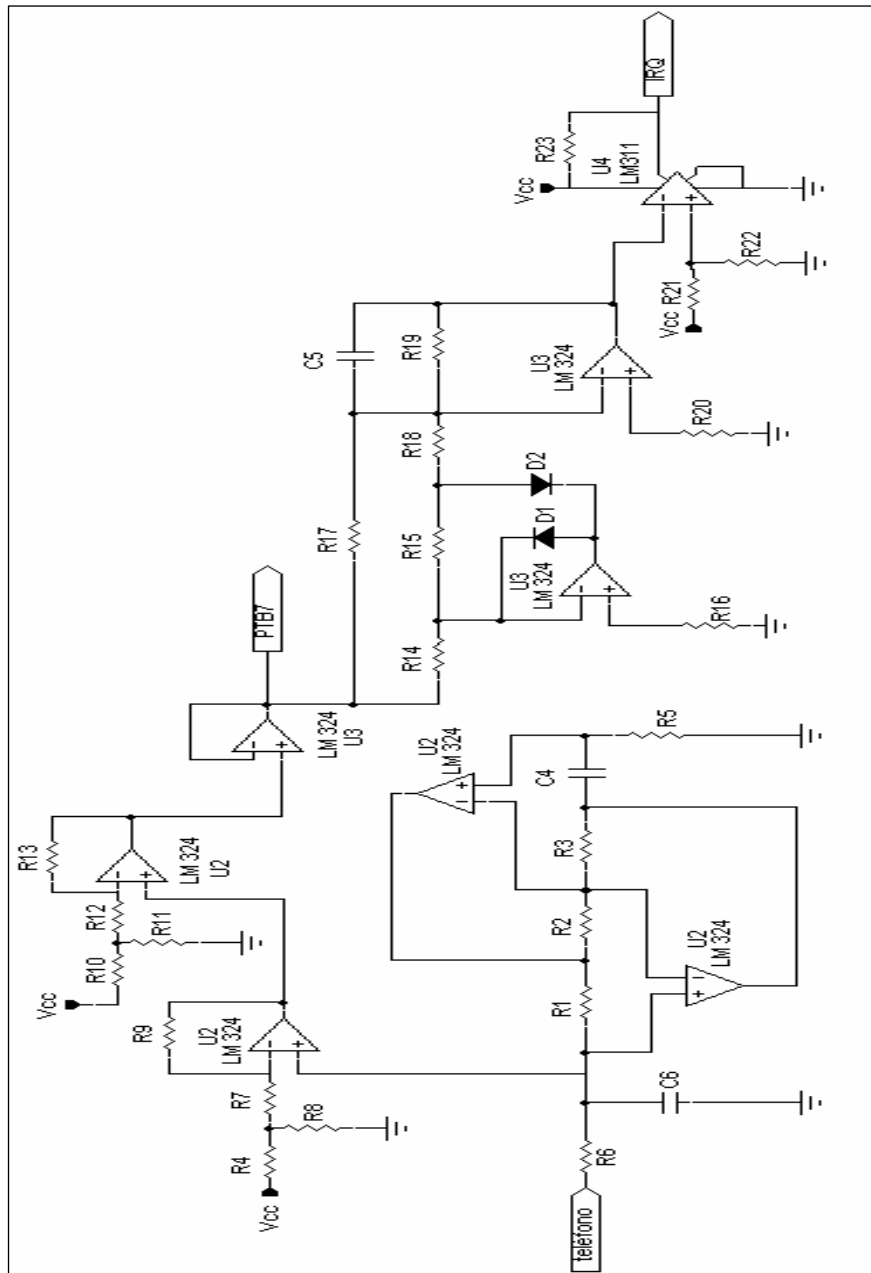 teléfono
R6
C6
R1
R2
R3
C4
R5
U2
LM 324
U2
LM 324
Vcc
R4
R7
R8
R9
U2
LM 324
Vcc
R10
R12
R11
R13
LM 324
U2
LM 324
U3
PTB7
R14
R15
R18
R17
R16
U3
LM 324
D1
D2
C5
R19
U3
LM 324
R20
Vcc
R21
R22
Vcc
R23
U4
LM311
IRQ